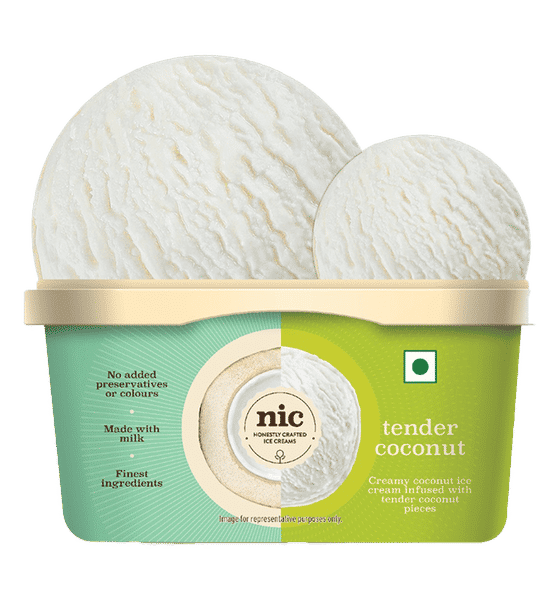 No added
preservatives
or colours
Made with
milk
Finest
ingredients
nic
HONESTLY CRAFTED
ICE CREAMS
tender
coconut
Creamy coconut ice
cream infused with
tender coconut
pieces
Image for representative purposes only